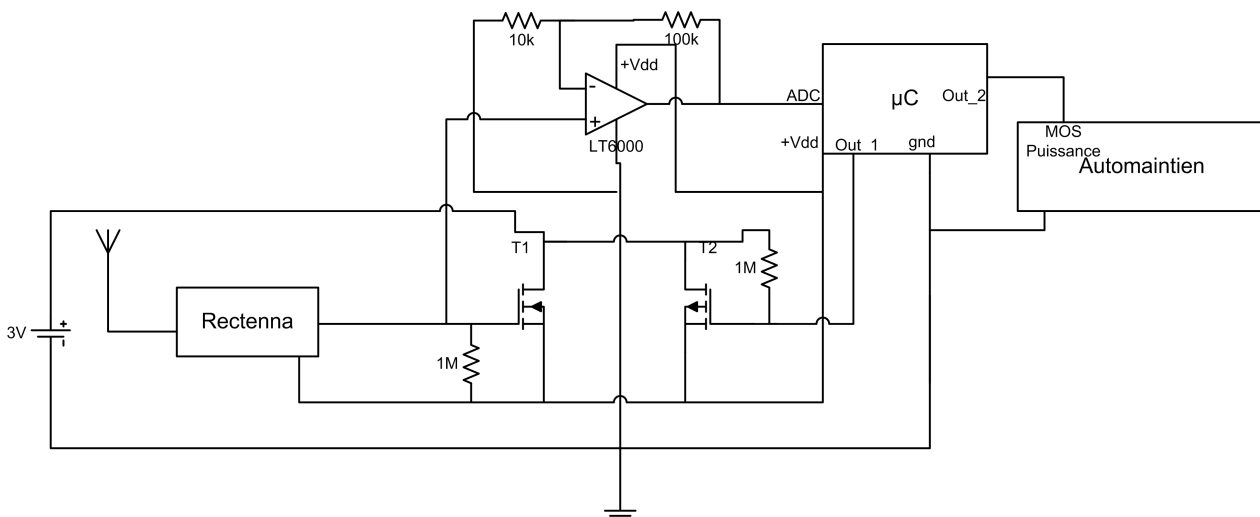 10k
100k
+Vdd
-
+
LT6000
ADC
µC
Out_2
+Vdd
Out_1
gnd
MOS
Puissance
Automaintien
T1
T2
1M
Rectenna
3V
+
-
1M